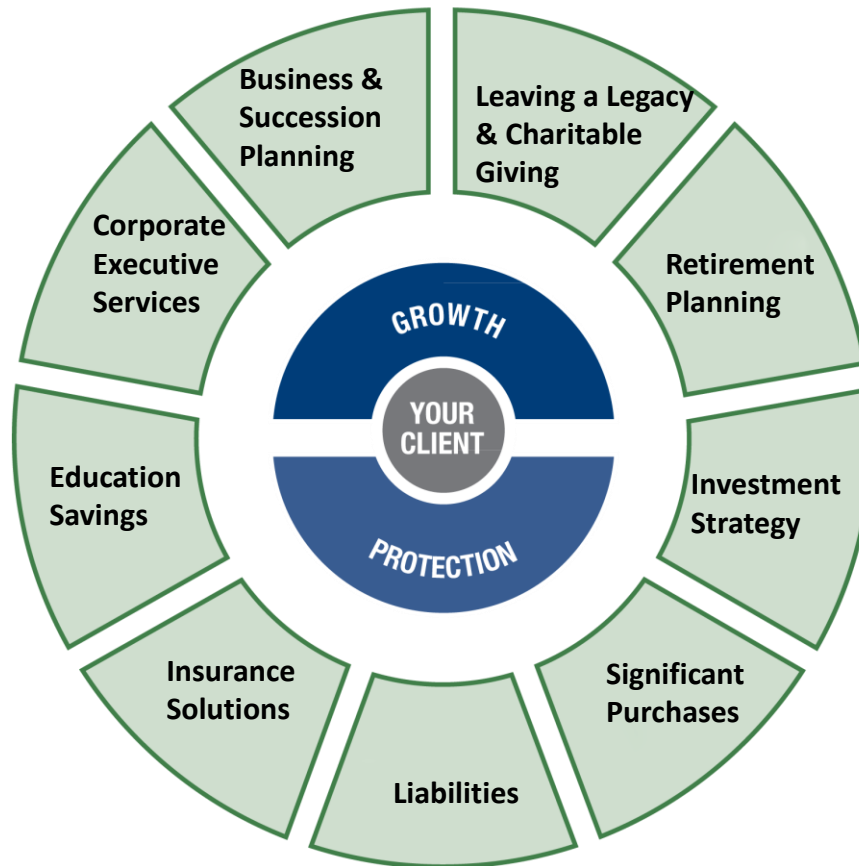 Business &
Succession
Planning
Leaving a Legacy
& Charitable
Giving
Corporate
Executive
Services
Retirement
Planning
GROWTH
YOUR
CLIENT
PROTECTION
Education
Savings
Investment
Strategy
Insurance
Solutions
Significant
Purchases
Liabilities